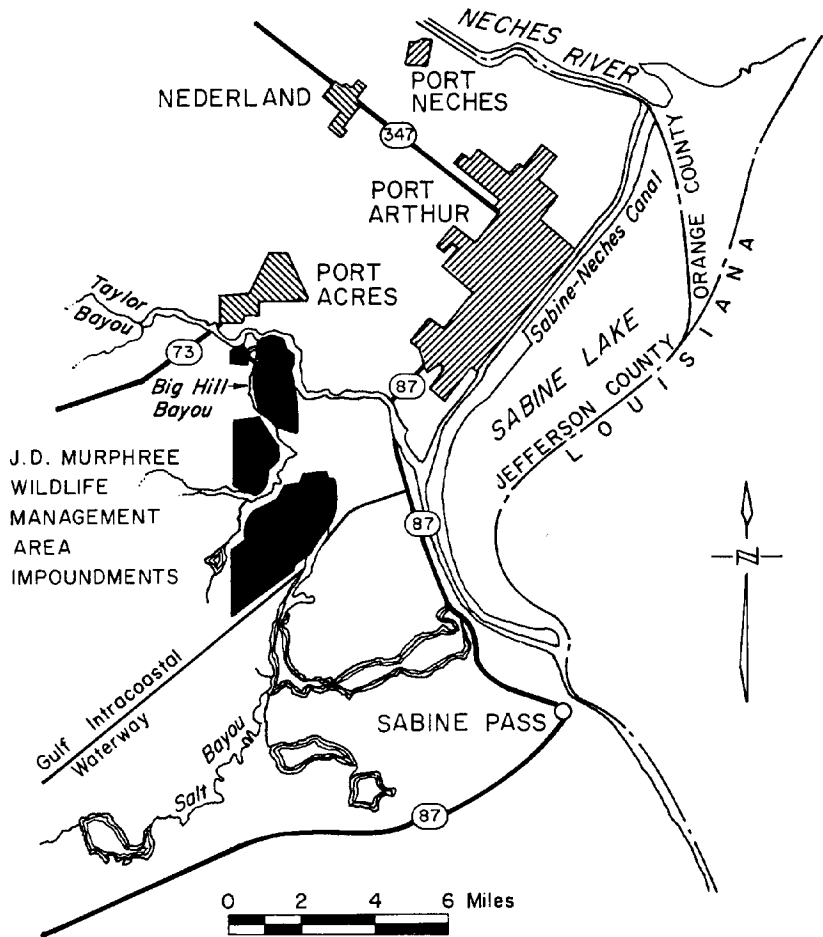 NECHES RIVER
PORT
NECHES
NEDERLAND
347
PORT
ARTHUR
ORANGE COUNTY
Sabine-Neches Canal
PORT
ACRES
Taylor
Bayou
73
87
Big Hill
Bayou
SABINE LAKE
JEFFERSON COUNTY
LOUISIANA
J.D. MURPHREE
WILDLIFE
MANAGEMENT
AREA
IMPOUNDMENTS
87
N
Gulf Intracoastal
Waterway
SABINE PASS
Salt Bayou
87
0 2 4 6 Miles